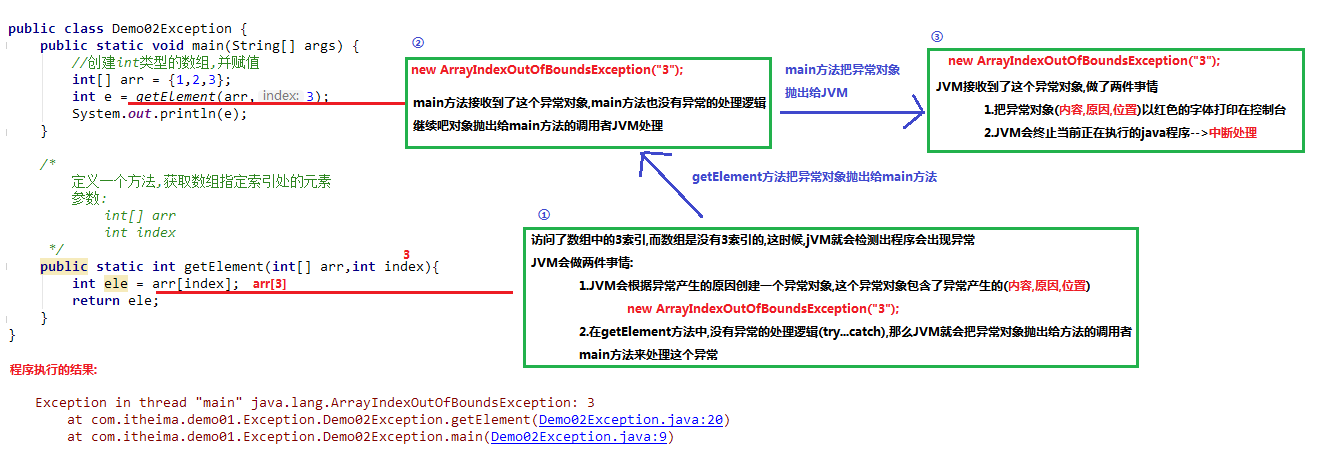 public class Demo02Exception {
public static void main(String[] args) {
//创建int类型的数组,并赋值
int[] arr = {1,2,3};
int e = getElement(arr, index: 3);
System.out.println(e);
}
/*
定义一个方法,获取数组指定索引处的元素
参数:
int[] arr
int index
*/
3
public static int getElement(int[] arr,int index){
int ele = arr[index]; arr[3]
return ele;
}
}
②
new ArrayIndexOutOfBoundsException("3");
main方法接收到了这个异常对象,main方法也没有异常的处理逻辑
继续吧对象抛出给main方法的调用者JVM处理
main方法把异常对象
抛出给JVM
③
new ArrayIndexOutOfBoundsException("3");
JVM接收到了这个异常对象,做了两件事情
1.把异常对象(内容,原因,位置)以红色的字体打印在控制台
2.JVM会终止当前正在执行的java程序-->中断处理
getElement方法把异常对象抛出给main方法
①
访问了数组中的3索引,而数组是没有3索引的,这时候,jVM就会检测出程序会出现异常
JVM会做两件事情:
1.JVM会根据异常产生的原因创建一个异常对象,这个异常对象包含了异常产生的(内容,原因,位置)
new ArrayIndexOutOfBoundsException("3");
2.在getElement方法中,没有异常的处理逻辑(try...catch),那么JVM就会把异常对象抛出给方法的调用者
main方法来处理这个异常
程序执行的结果:
Exception in thread "main" java.lang.ArrayIndexOutOfBoundsException: 3
at com.itheima.demo01.Exception.Demo02Exception.getElement(Demo02Exception.java:20)
at com.itheima.demo01.Exception.Demo02Exception.main(Demo02Exception.java:9)